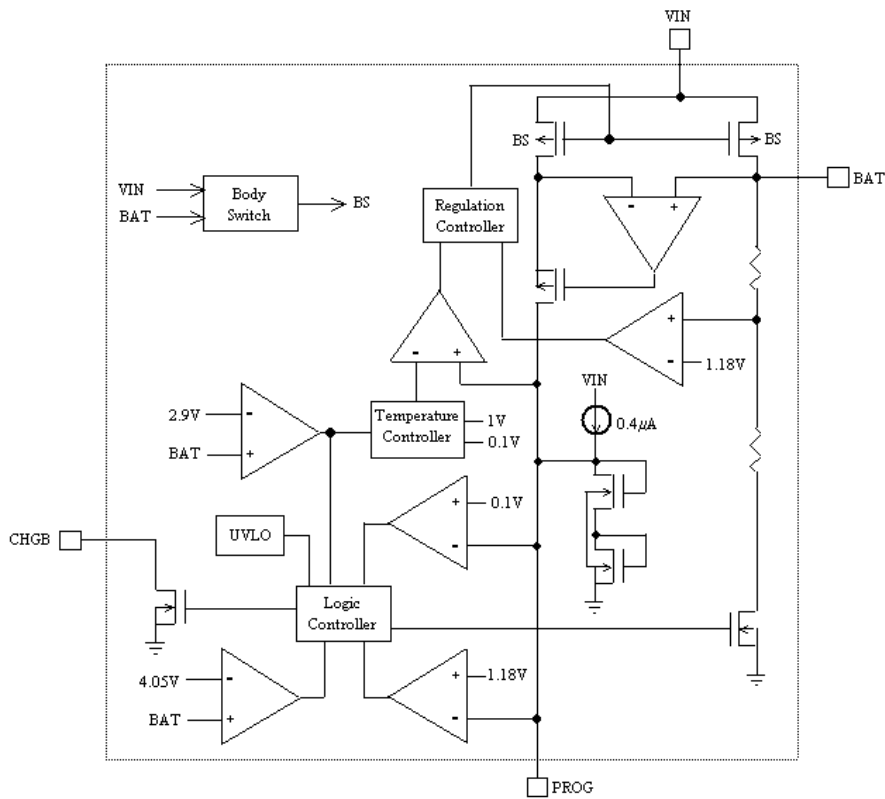 VIN
BS
BS
VIN
BAT
Body
Switch
BS
BAT
Regulation
Controller
-
+
+
-
1.18V
-
+
VIN
0.4µA
2.9V
-
BAT
+
Temperature
Controller
1V
0.1V
+
0.1V
-
CHGB
UVLO
Logic
Controller
4.05V
-
BAT
+
+
1.18V
-
PROG